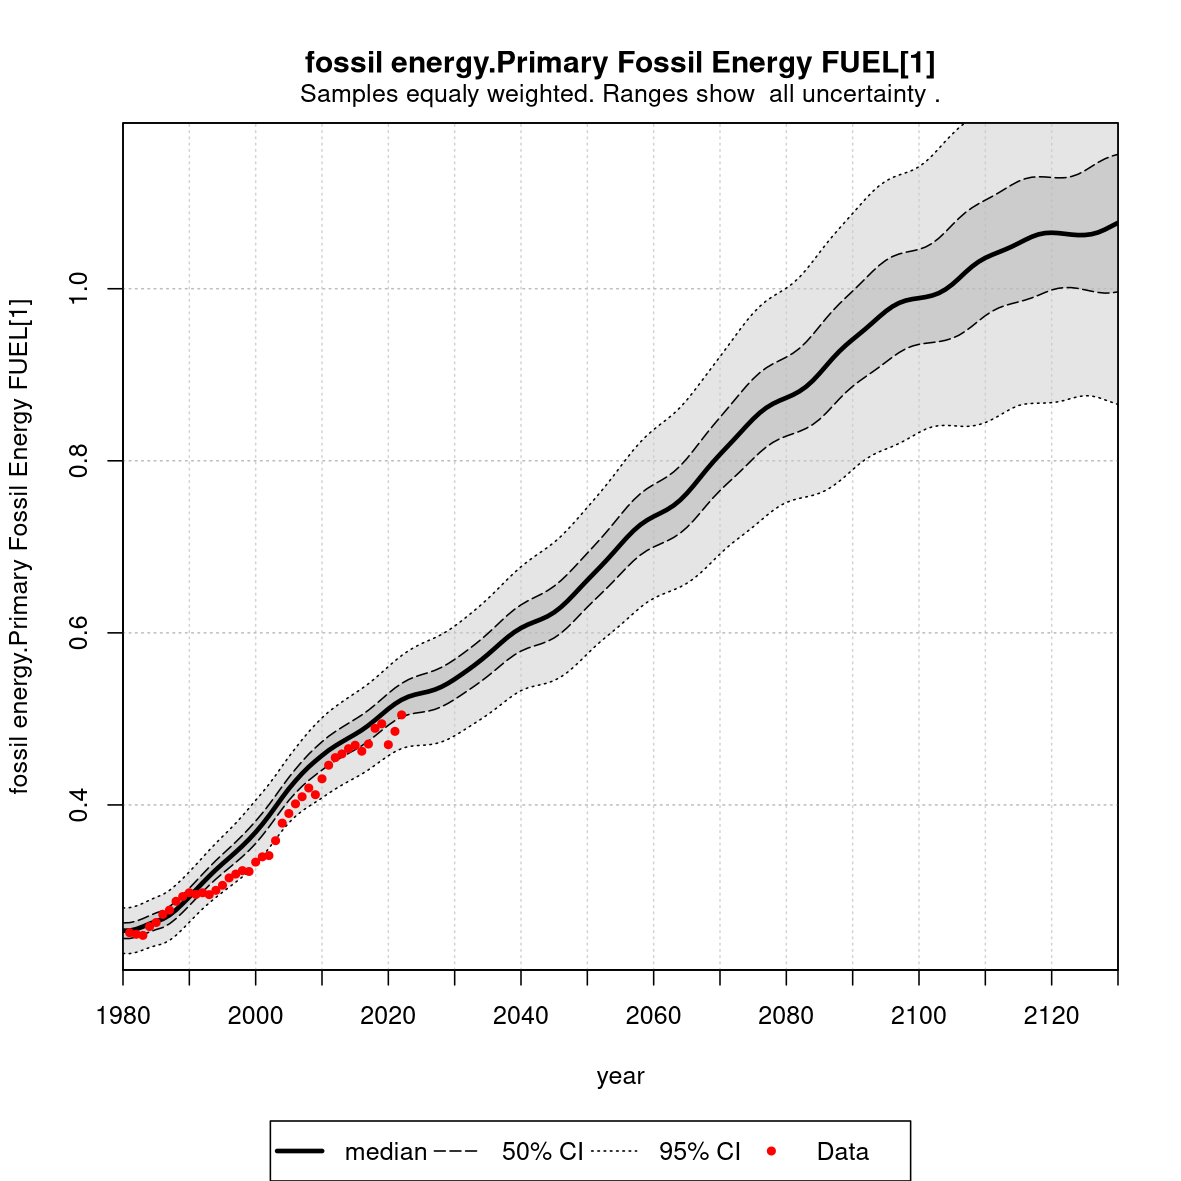 fossil energy.Primary Fossil Energy FUEL[1]
Samples equaly weighted. Ranges show  all uncertainty .
fossil energy.Primary Fossil Energy FUEL[1]
1.0
0.8
0.6
0.4
1980 2000 2020 2040 2060 2080 2100 2120
year
median 50% CI 95% CI Data